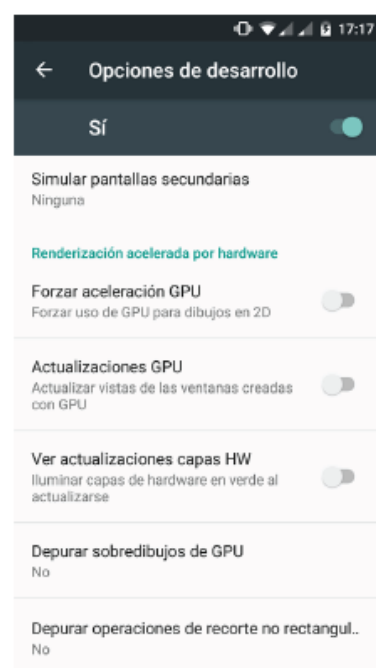 17:17
Opciones de desarrollo
Sí
Simular pantallas secundarias
Ninguna
Renderización acelerada por hardware
Forzar aceleración GPU
Forzar uso de GPU para dibujos en 2D
Actualizaciones GPU
Actualizar vistas de las ventanas creadas
con GPU
Ver actualizaciones capas HW
Iluminar capas de hardware en verde al
actualizarse
Depurar sobredibujos de GPU
No
Depurar operaciones de recorte no rectangul..
No